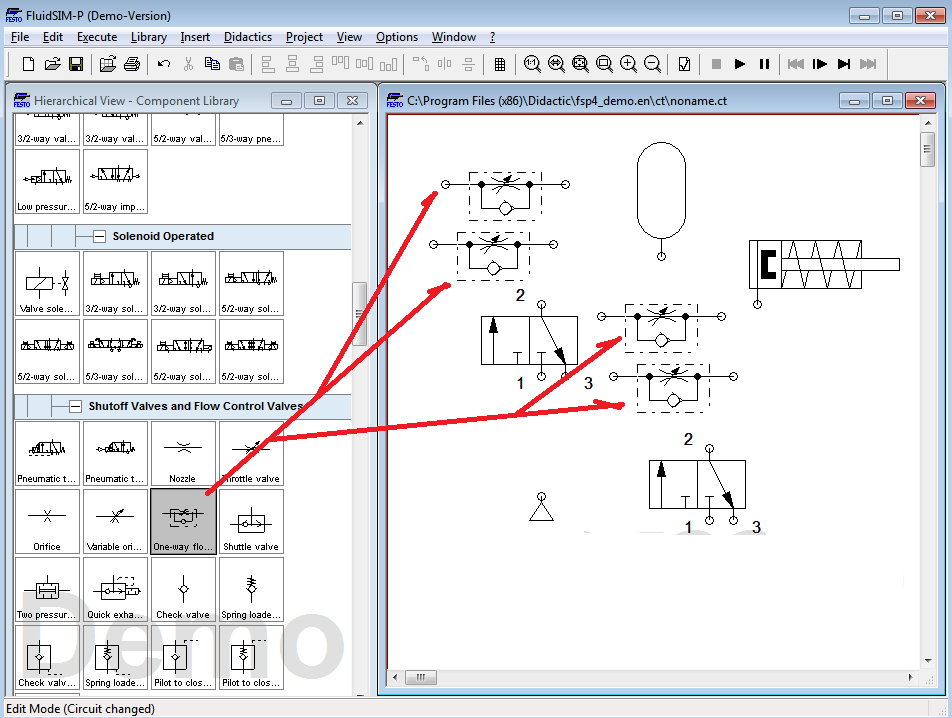 FluidSIM-P (Demo-Version)
File Edit Execute Library Insert Didactics Project View Options Window ?
Hierarchical View - Component Library
C:\Program Files (x86)\Didactic\fsp4_demo.en\ct\noname.ct
3/2-way val... 3/2-way val... 5/2-way val... 5/3-way pne...
Low pressur... 5/2-way imp...
Solenoid Operated
Valve sole... 3/2-way sol... 3/2-way sol... 5/2-way sol...
5/2-way sol... 5/3-way sol... 5/2-way sol... 5/2-way sol...
Shutoff Valves and Flow Control Valves
Pneumatic t... Pneumatic t... Nozzle Throttle valve
Orifice Variable ori... One-way flo... Shuttle valve
Two pressur... Quick exha... Check valve Spring loade...
Check valv... Spring loade... Pilot to clos... Pilot to clos...
Demo
2
1 3
2
1 3
Edit Mode (Circuit changed)